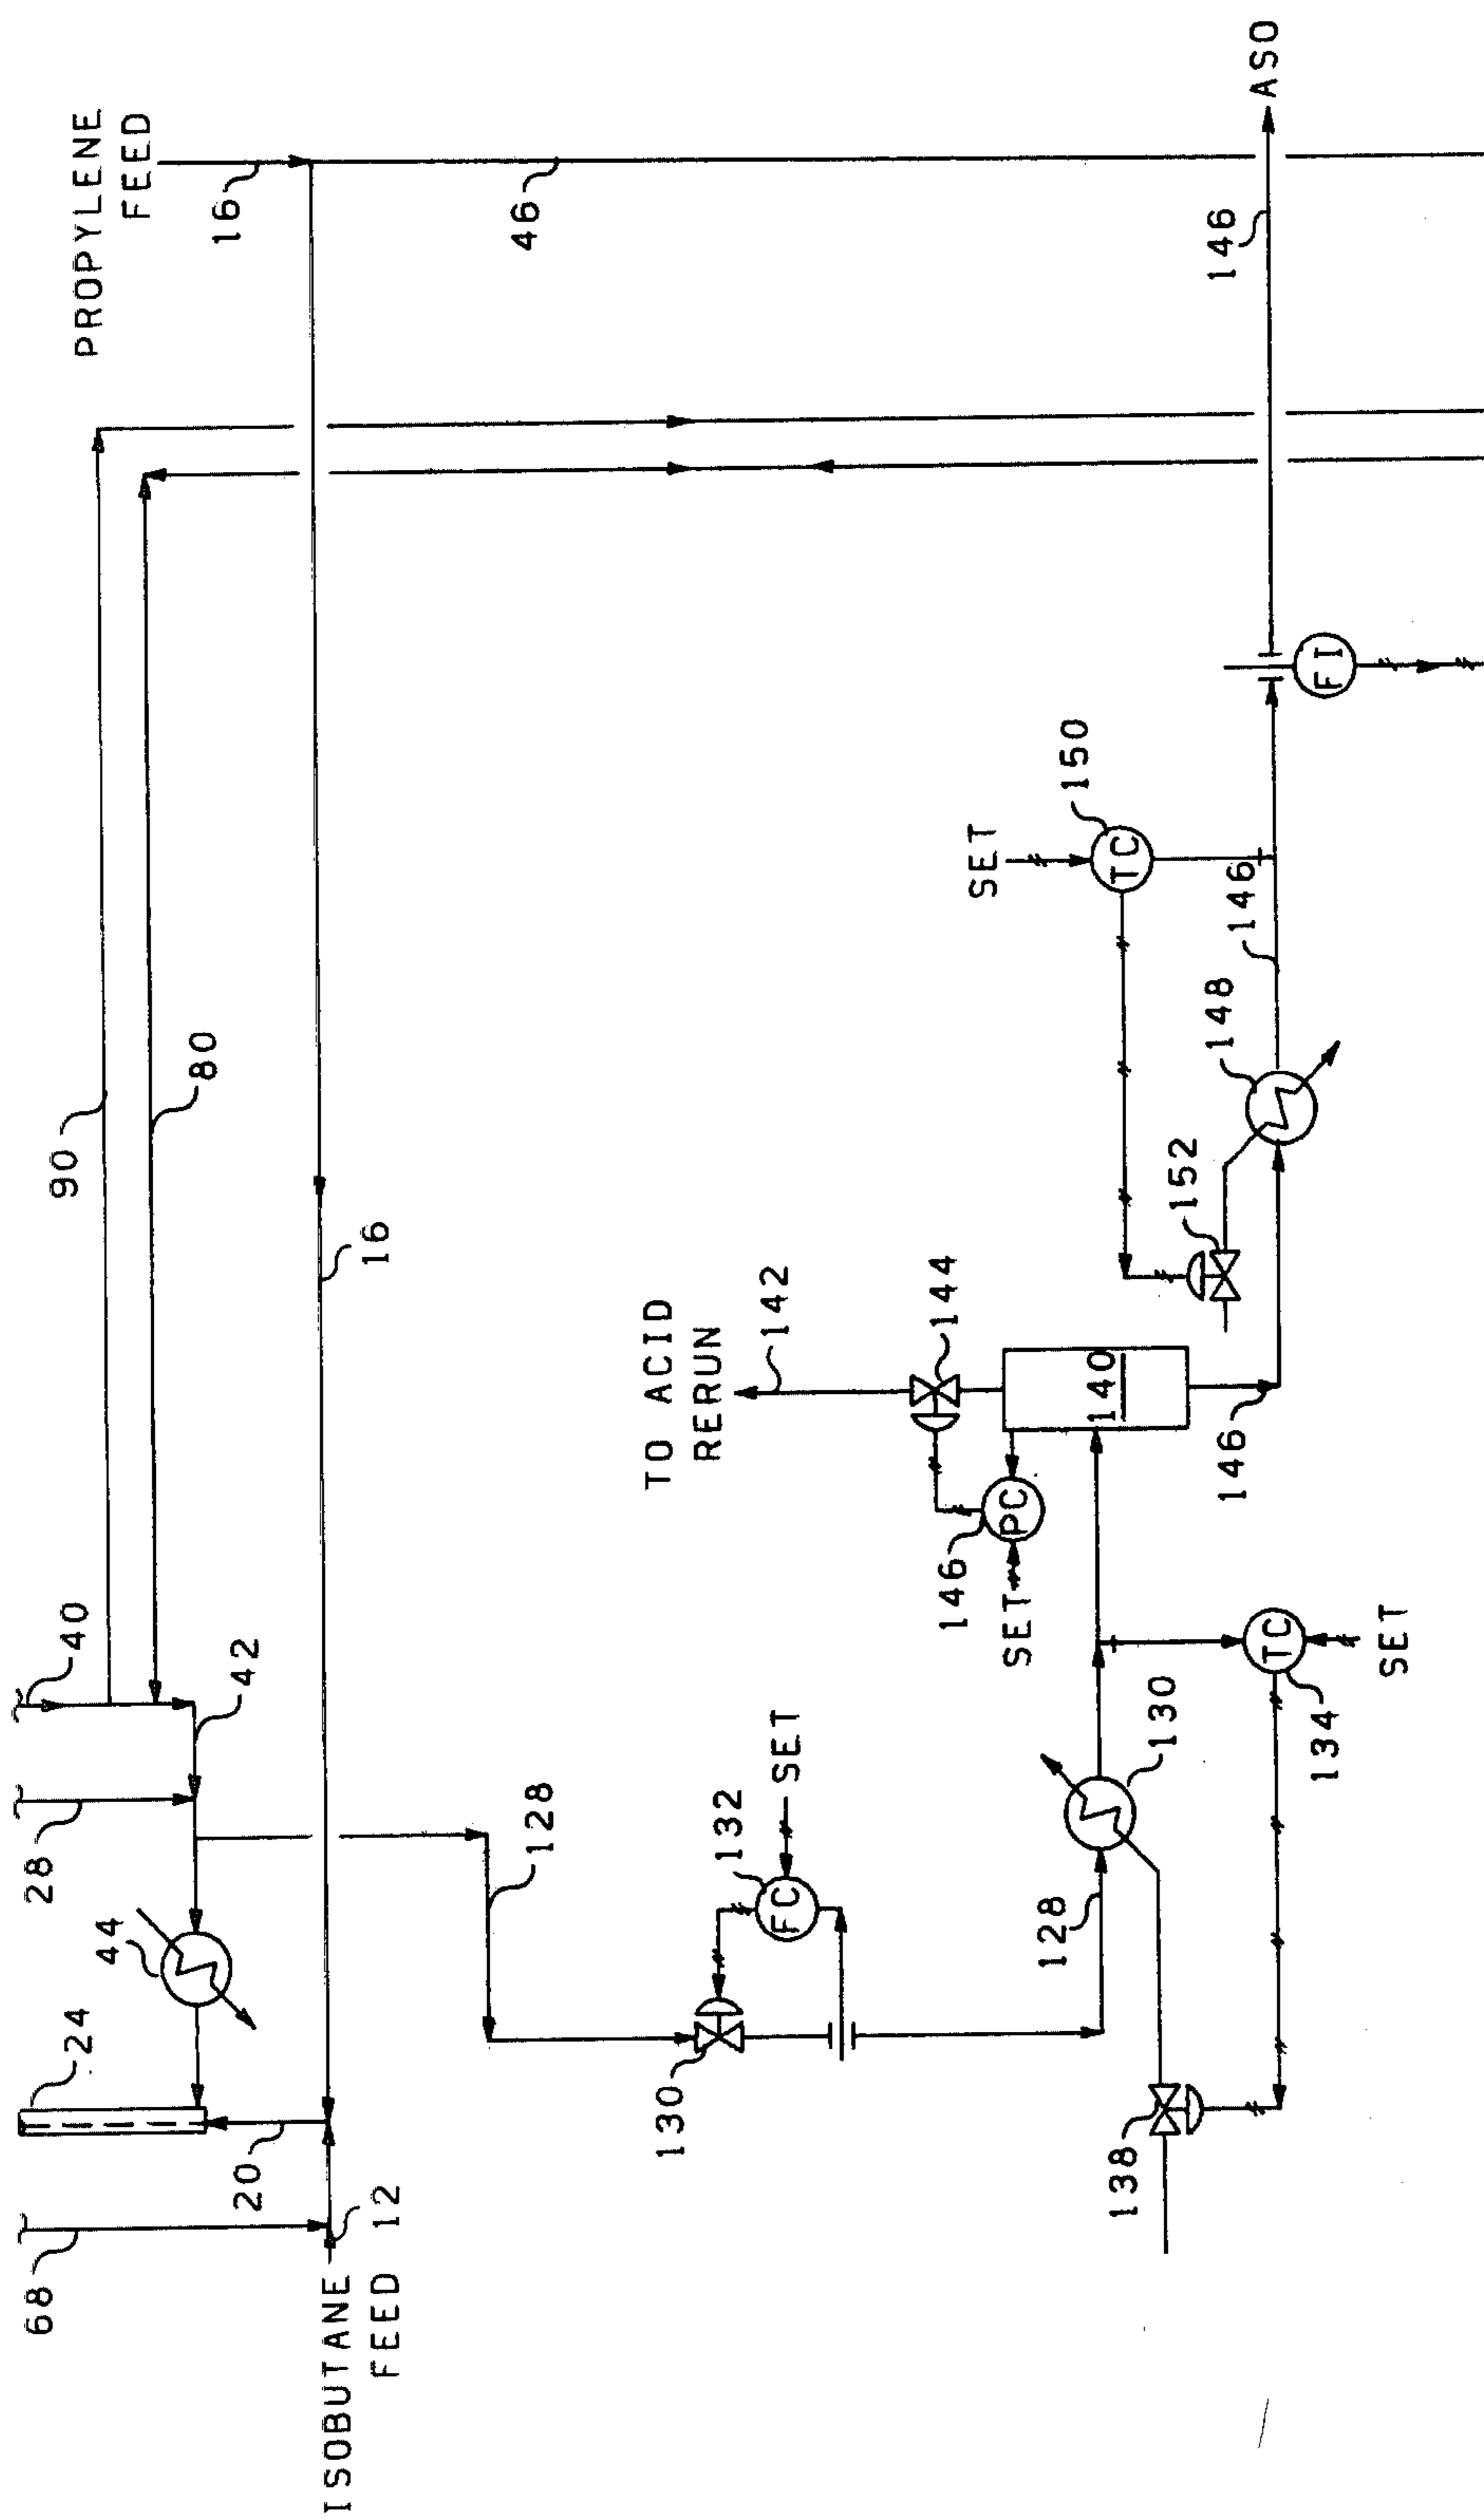 68
28
24
44
40
90
PROPYLENE
FEED
42
80
16
20
ISOBUTANE
FEED 12
16
46
128
130
132
FC
SET
TO ACID
RERUN
142
144
146
PC
SET
140
SET
150
TC
128
130
138
TC
134
SET
152
148
146
146
146
FI
ASO